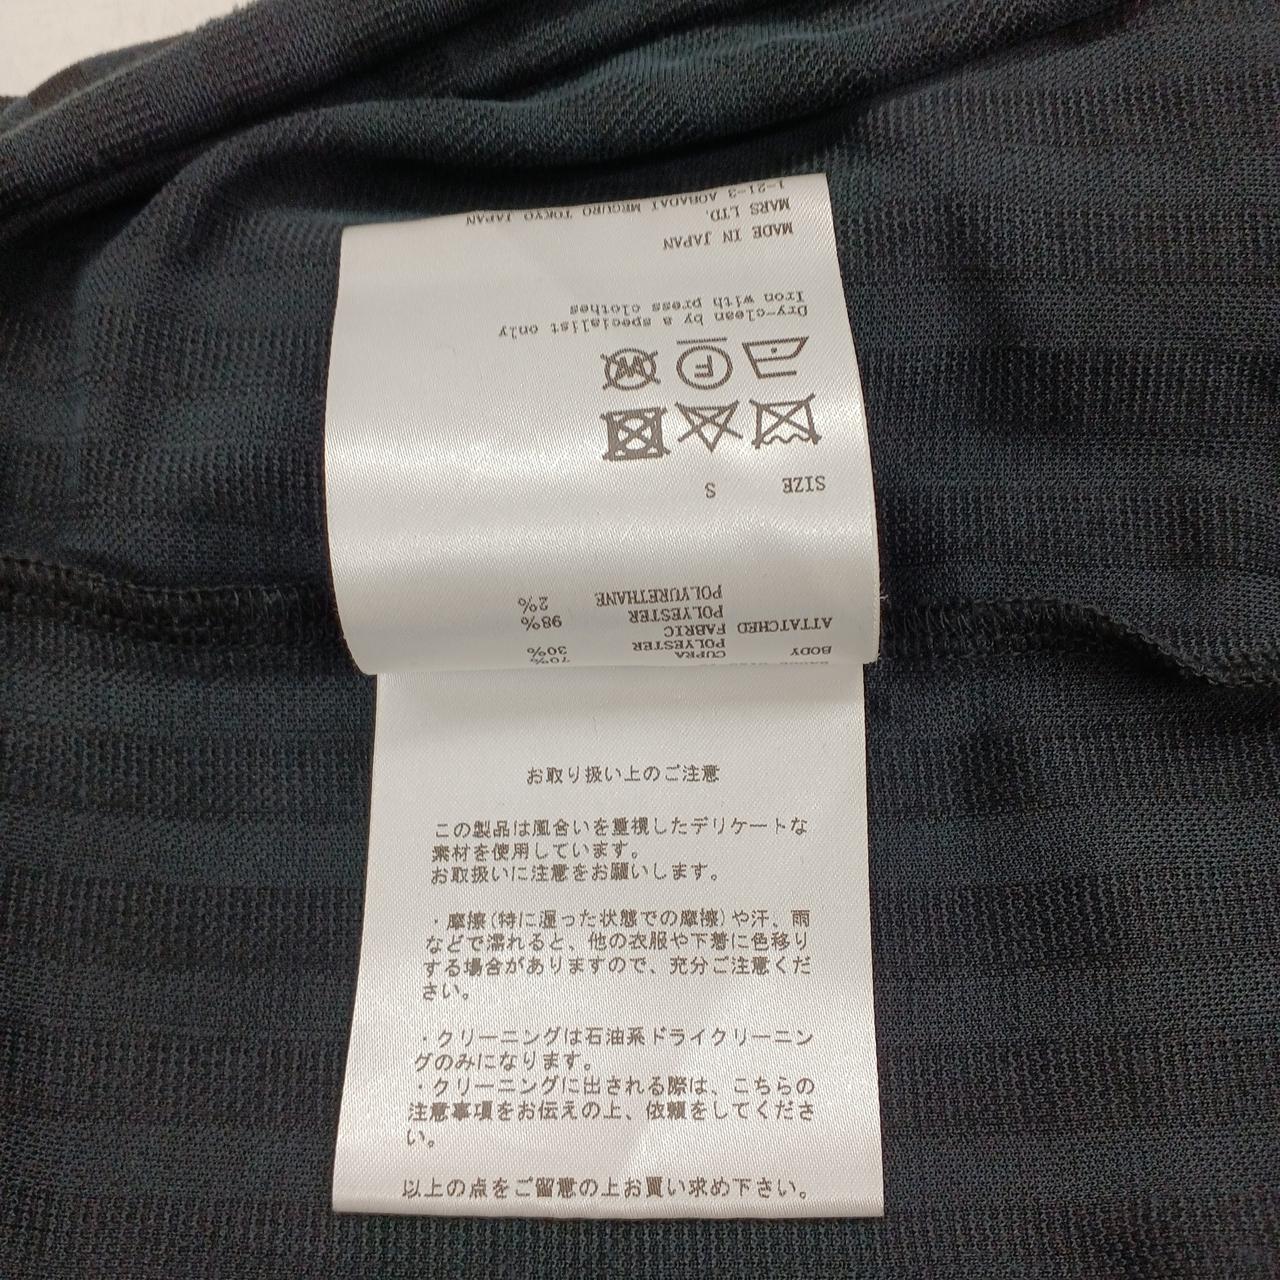 BODY CUPRA 70%
POLYESTER 30%
ATTATCHED FABRIC
POLYESTER 98%
POLYURETHANE 2%
SIZE S
F
W
Dry-clean by a specialist only
Iron with press clothes
MADE IN JAPAN
MARS LTD.
1-21-3 AOBADAI MEGURO TOKYO JAPAN
お取り扱い上のご注意
この製品は風合いを重視したデリケートな
素材を使用しています。
お取扱いに注意をお願いします。
・摩擦(特に湿った状態での摩擦)や汗、雨
などで濡れると、他の衣服や下着に色移り
する場合がありますので、充分ご注意くだ
さい。
・クリーニングは石油系ドライクリーニン
グのみになります。
・クリーニングに出される際は、こちらの
注意事項をお伝えの上、依頼をしてくださ
い。
以上の点をご留意の上お買い求め下さい。